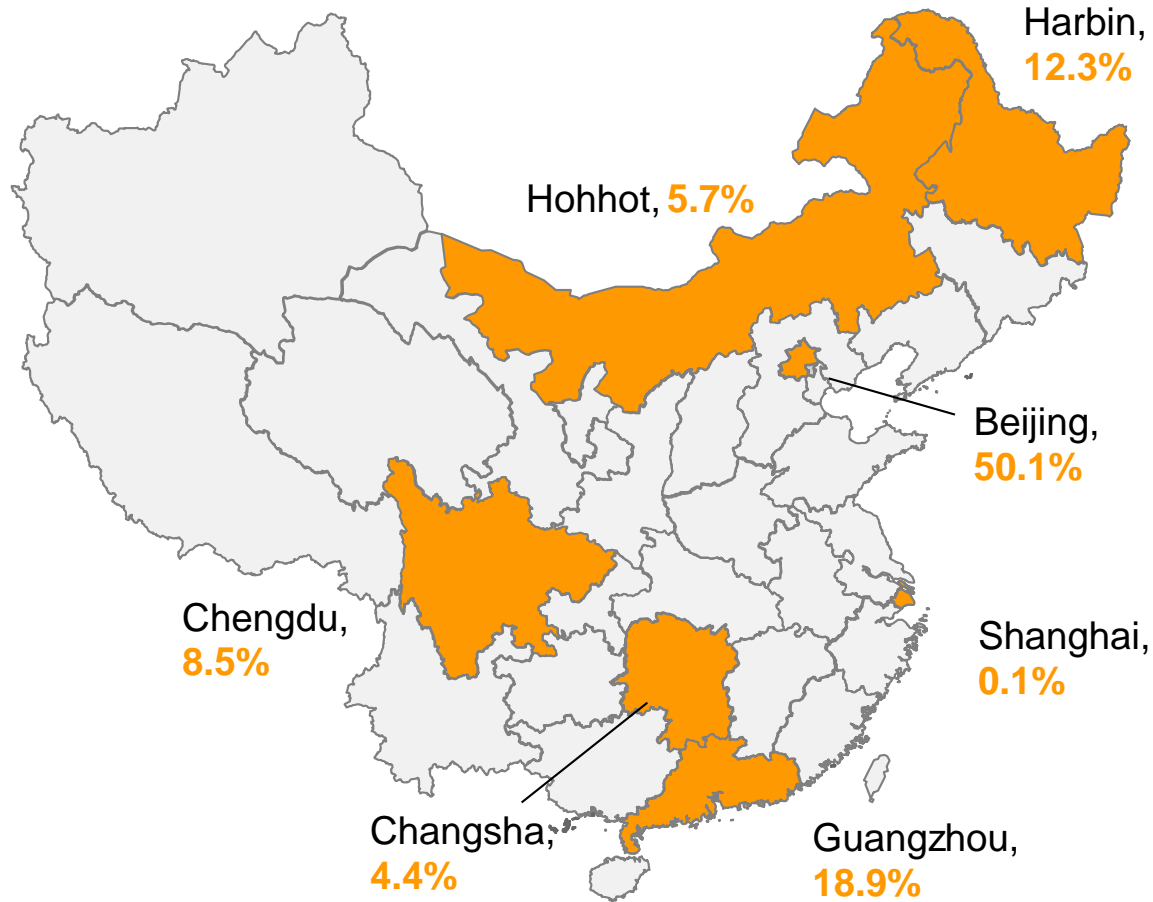 Harbin,
12.3%
Hohhot, 5.7%
Beijing,
50.1%
Chengdu,
8.5%
Shanghai,
0.1%
Changsha,
4.4%
Guangzhou,
18.9%